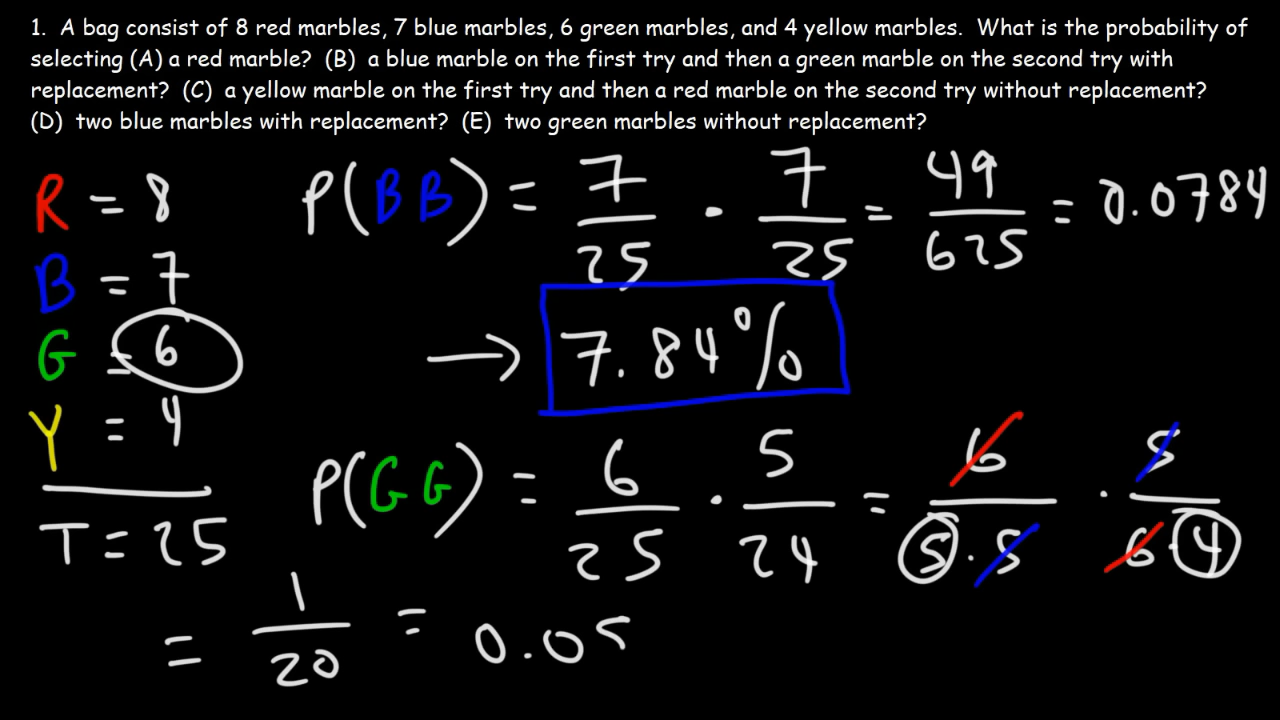 1. A bag consist of 8 red marbles, 7 blue marbles, 6 green marbles, and 4 yellow marbles. What is the probability of
selecting (A) a red marble? (B) a blue marble on the first try and then a green marble on the second try with
replacement? (C) a yellow marble on the first try and then a red marble on the second try without replacement?
(D) two blue marbles with replacement? (E) two green marbles without replacement?
R = 8
B = 7
G = 6
Y = 4
T = 25
P(BB) = 7/25 · 7/25 = 49/625 = 0.0784
→ 7.84%
P(GG) = 6/25 · 5/24 = 6/5·5 · 5/6·4
= 1/20 = 0.05